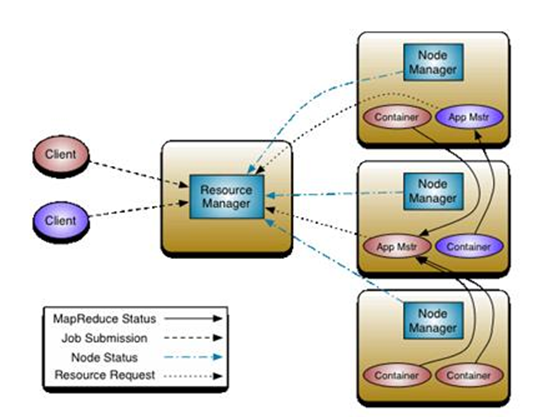 Client
Client
Resource
Manager
Node
Manager
Container
App Mstr
Node
Manager
App Mstr
Container
Node
Manager
Container
Container
MapReduce Status
Job Submission
Node Status
Resource Request